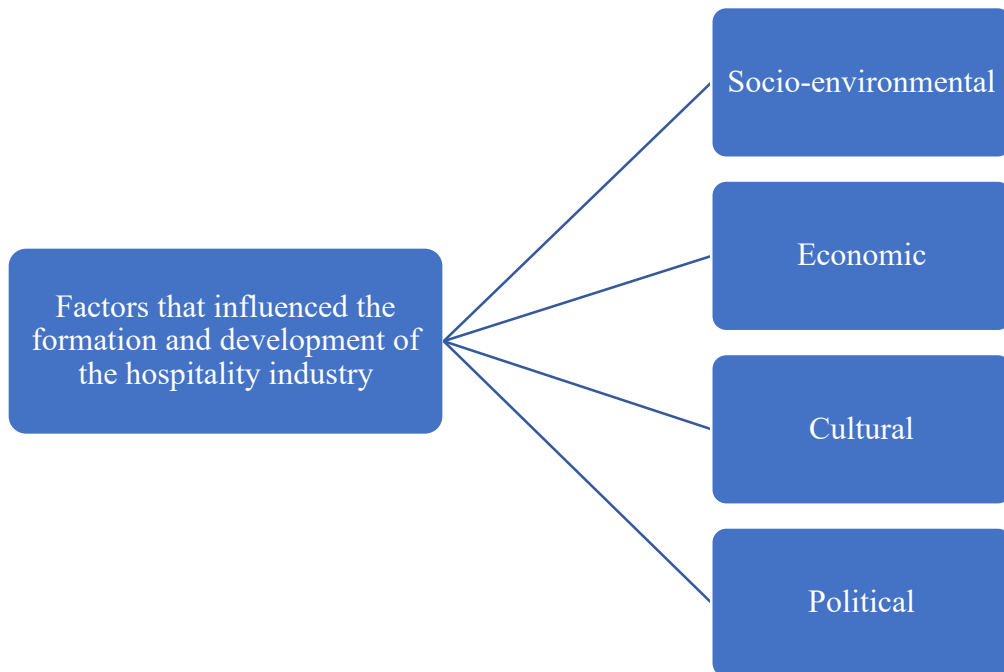 Socio-environmental
Economic
Factors that influenced the
formation and development of
the hospitality industry
Cultural
Political